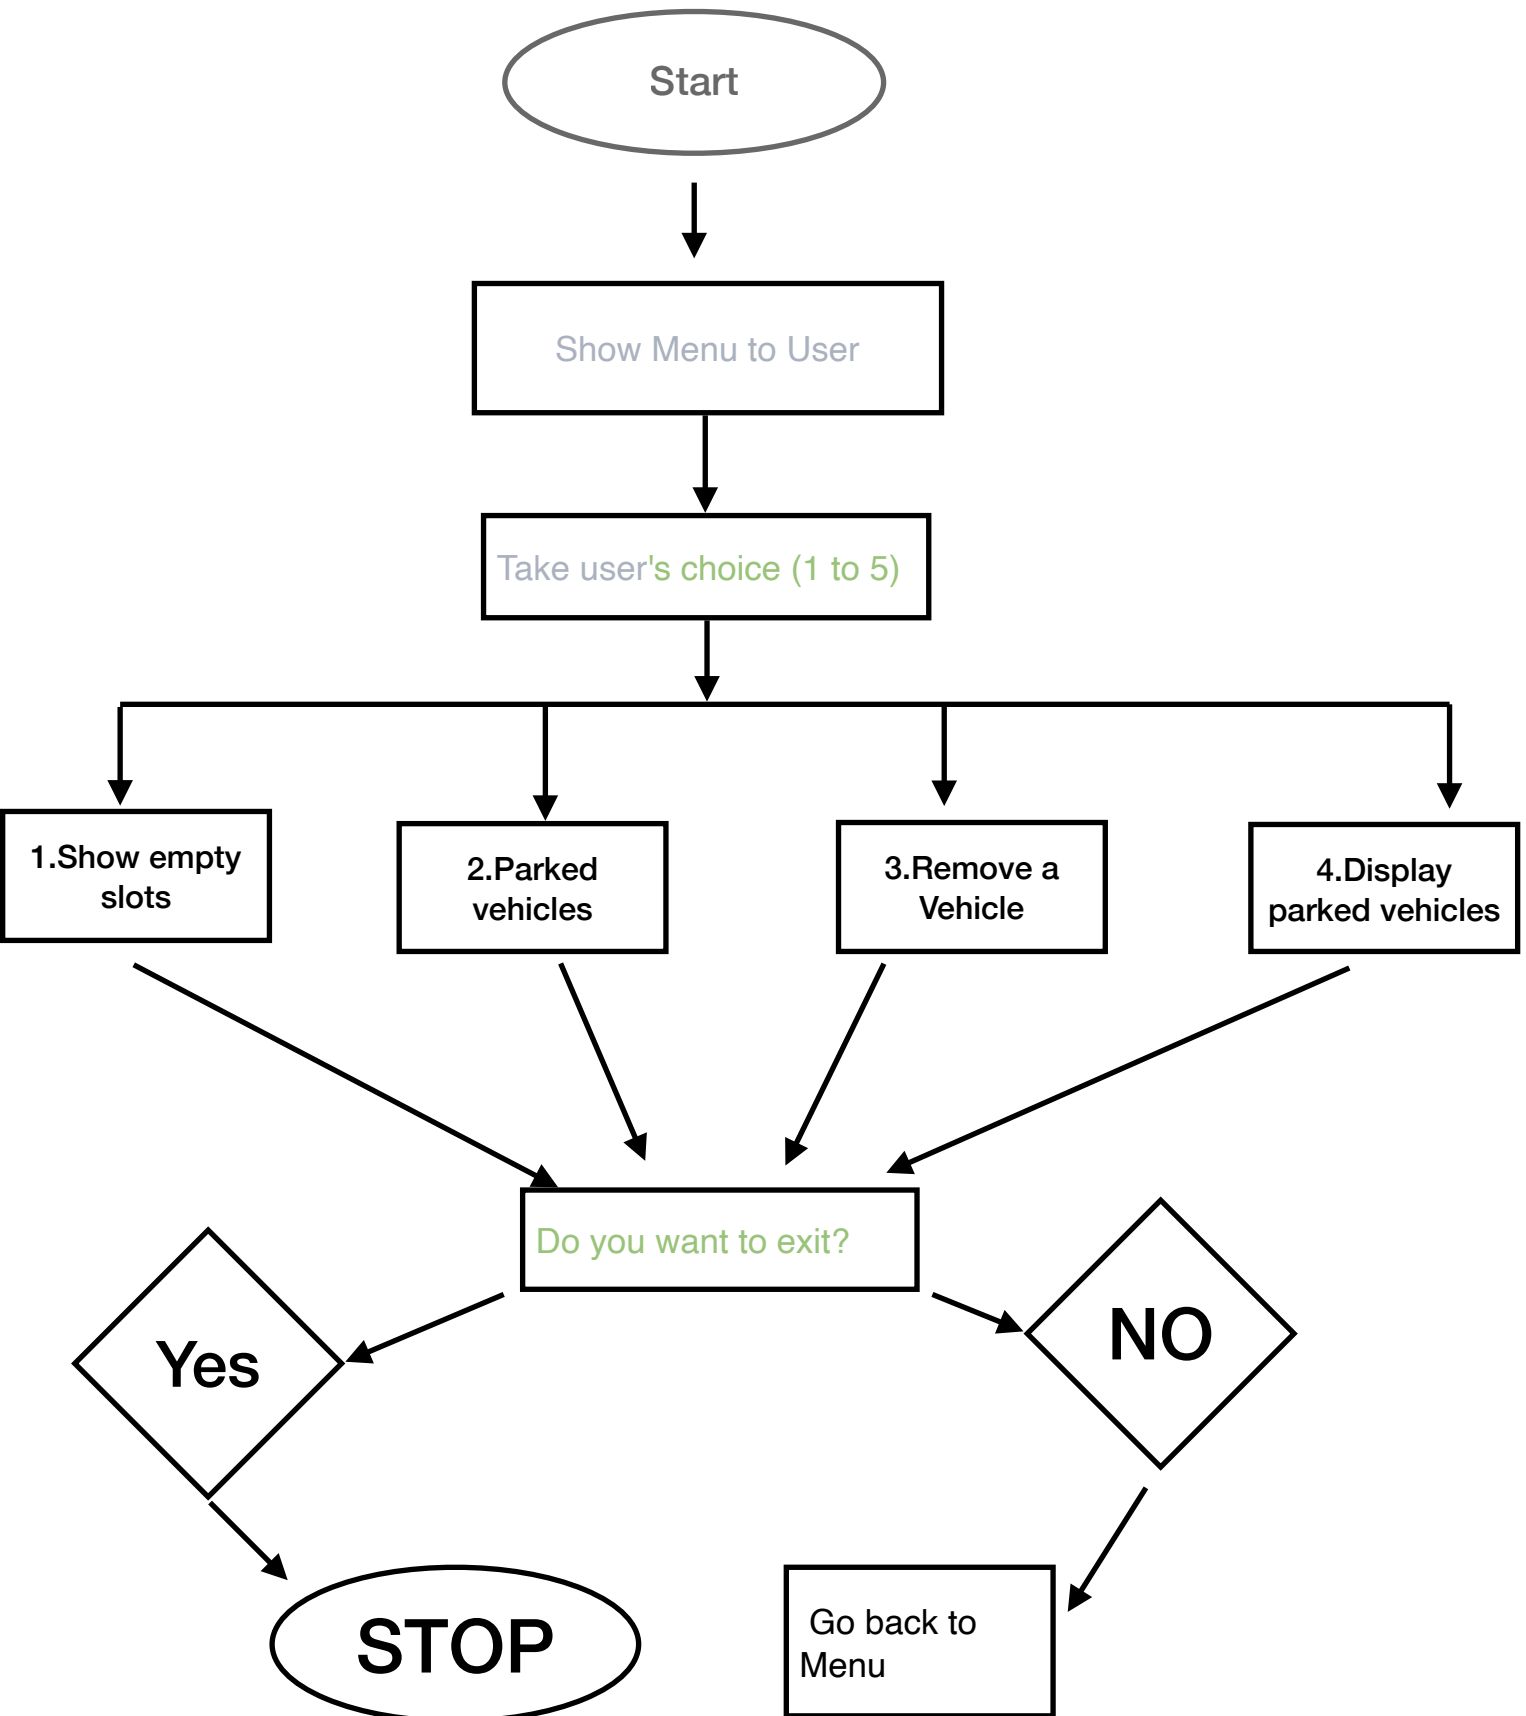 Start
Show Menu to User
Take user's choice (1 to 5)
1.Show empty
slots
2.Parked
vehicles
3.Remove a
Vehicle
4.Display
parked vehicles
Do you want to exit?
Yes
NO
STOP
Go back to
Menu